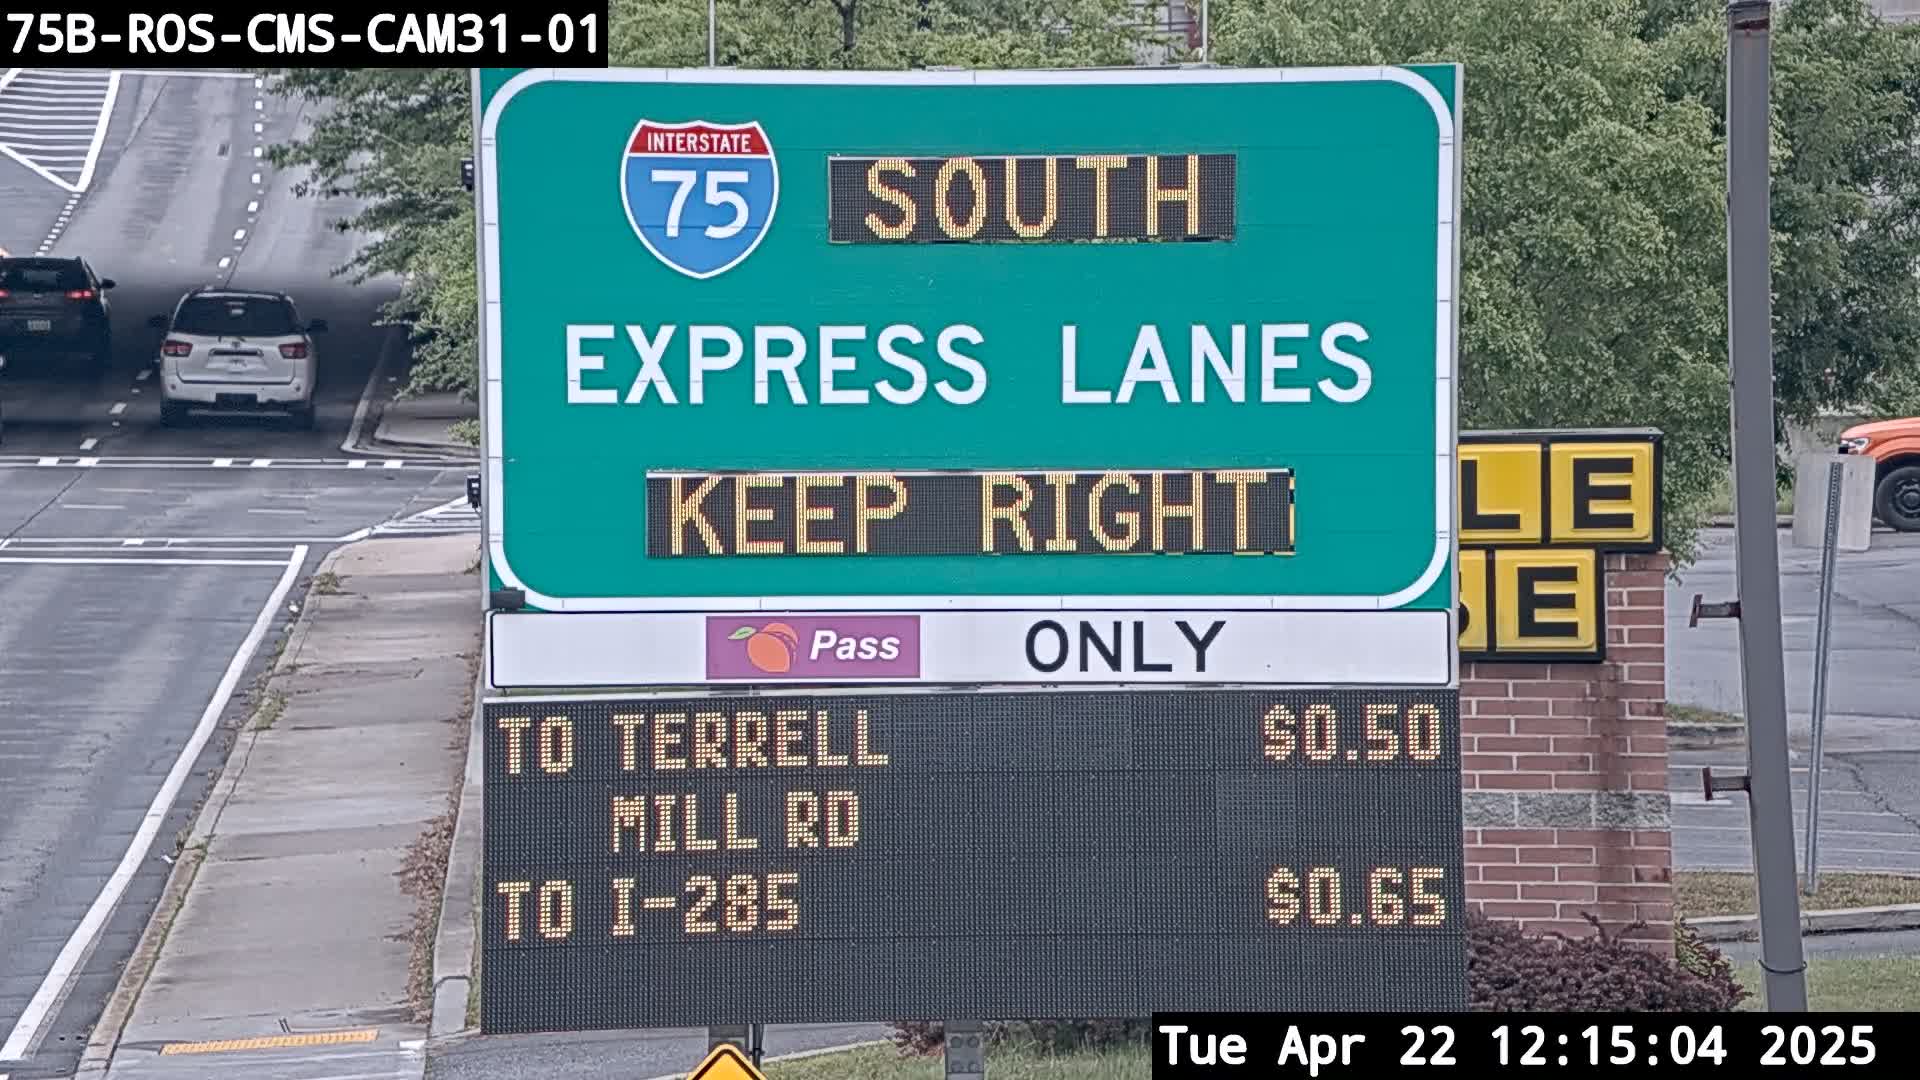 75B-ROS-CMS-CAM31-01
INTERSTATE
75
SOUTH
EXPRESS LANES
KEEP RIGHT
Pass ONLY
TO TERRELL $0.50
MILL RD
TO I-285 $0.65
LE
E
Tue Apr 22 12:15:04 2025